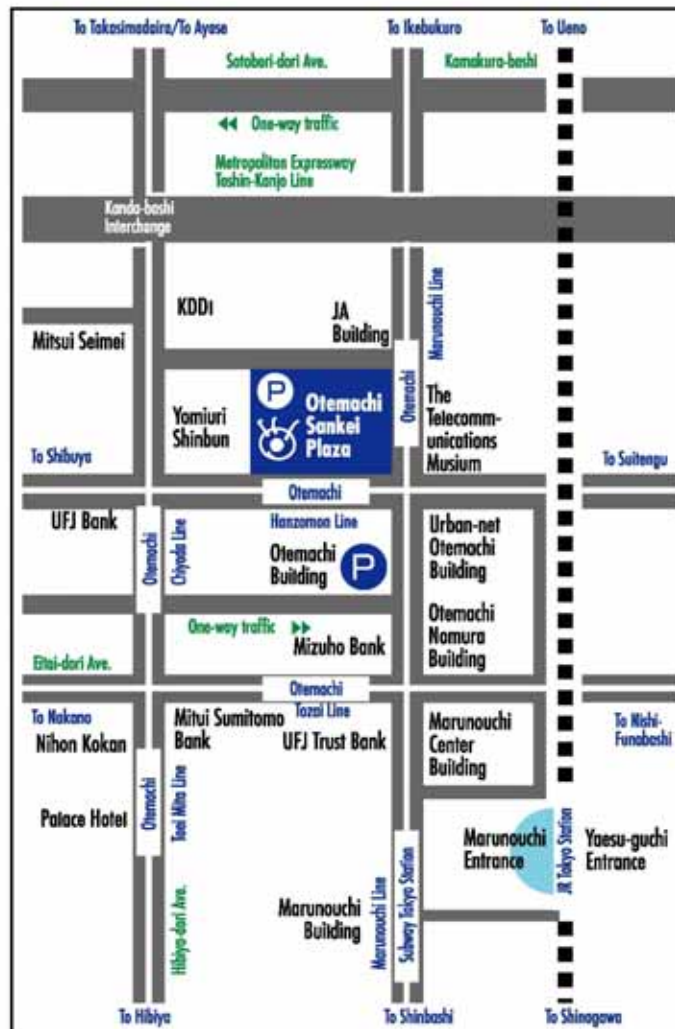 To Takasimadaira/To Ayase
To Ikebukuro
To Ueno
Sotobori-dori Ave.
Kamakura-bashi
One-way traffic
Metropolitan Expressway
Toshin-Kanjo Line
Kanda-bashi
Interchange
KDDI
JA
Building
Marunouchi Line
Mitsui Seimei
P
Otemachi
Sankei
Plaza
Otemachi
The
Telecomm-
unications
Musium
Yomiuri
Shinbun
To Shibuya
To Suitengu
Otemachi
UFJ Bank
Otemachi
Chiyoda Line
Hanzomon Line
Otemachi
Building
P
Urban-net
Otemachi
Building
One-way traffic
Mizuho Bank
Otemachi
Nomura
Building
Eitai-dori Ave.
Otemachi
To Nakano
Nihon Kokan
Mitui Sumitomo
Bank
Tozai Line
UFJ Trust Bank
Marunouchi
Center
Building
To Nishi-
Funabashi
Palace Hotel
Otemachi
Toei Mita Line
Marunouchi
Entrance
JR Tokyo Station
Yaesu-guchi
Entrance
Marunouchi
Building
Marunouchi Line
Subway Tokyo Station
Hibiya-dori Ave.
To Hibiya
To Shinbashi
To Shinagawa